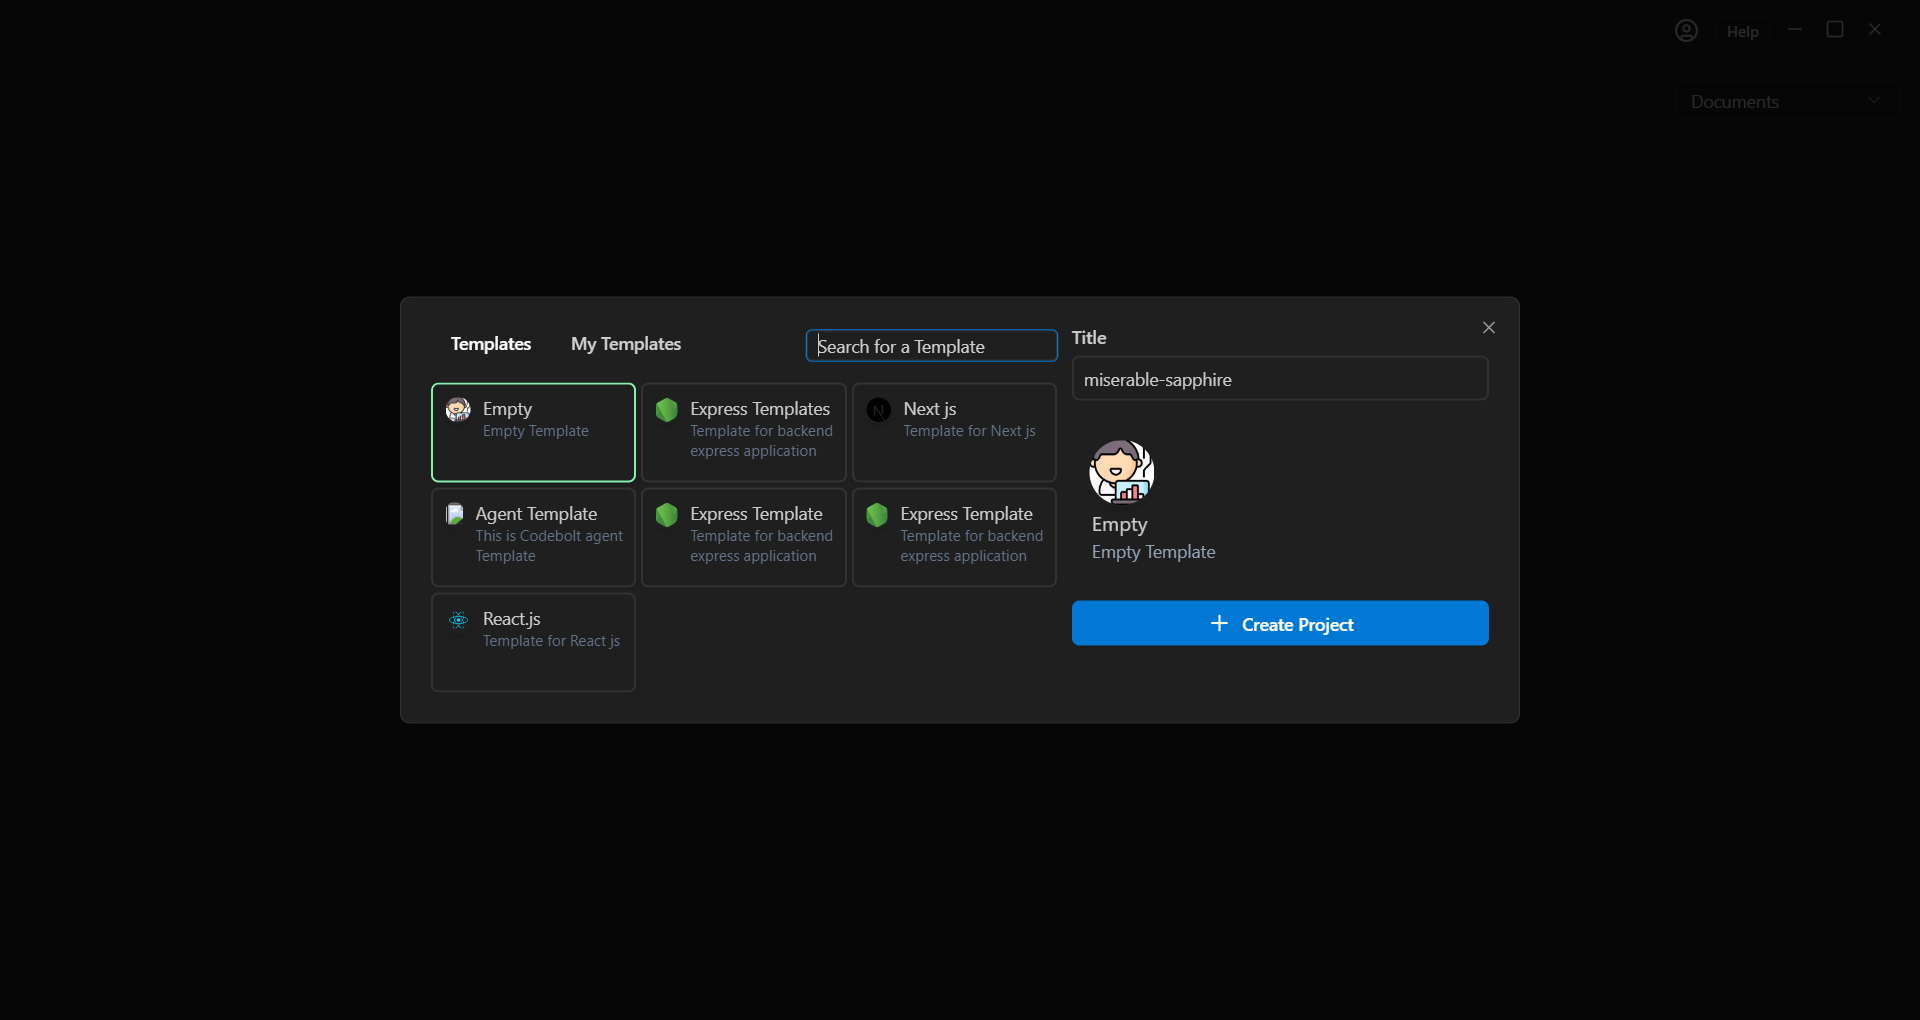 Help
Documents
Templates
My Templates
Search for a Template
Title
miserable-sapphire
Empty
Empty Template
Express Templates
Template for backend
express application
N
Next js
Template for Next js
Agent Template
This is Codebolt agent
Template
Express Template
Template for backend
express application
Express Template
Template for backend
express application
React.js
Template for React js
Empty
Empty Template
Create Project